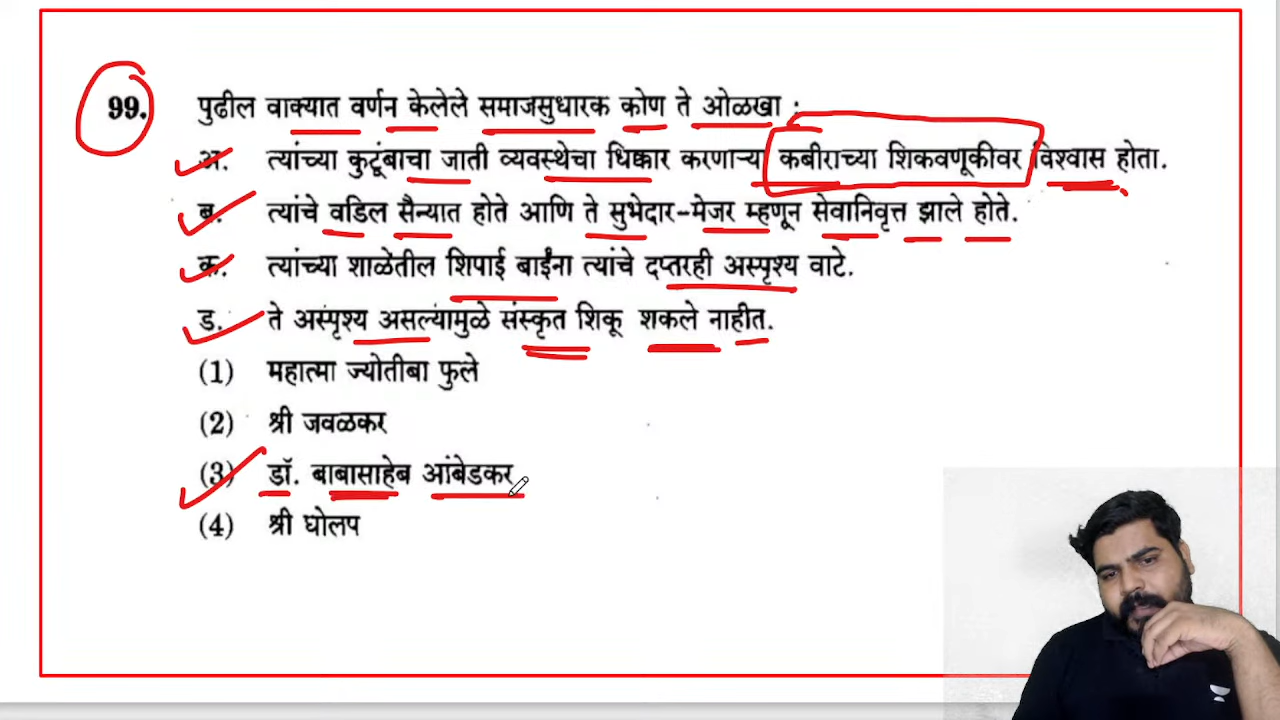 99. पुढील वाक्यात वर्णन केलेले समाजसुधारक कोण ते ओळखा :
अ. त्यांच्या कुटूंबाचा जाती व्यवस्थेचा धिक्कार करणाऱ्या कबीराच्या शिकवणूकीवर विश्वास होता.
ब. त्यांचे वडिल सैन्यात होते आणि ते सुभेदार-मेजर म्हणून सेवानिवृत्त झाले होते.
क. त्यांच्या शाळेतील शिपाई बाईंना त्यांचे दप्तरही अस्पृश्य वाटे.
ड. ते अस्पृश्य असल्यामुळे संस्कृत शिकू शकले नाहीत.
(1) महात्मा ज्योतीबा फुले
(2) श्री जवळकर
(3) डॉ. बाबासाहेब आंबेडकर
(4) श्री घोलप